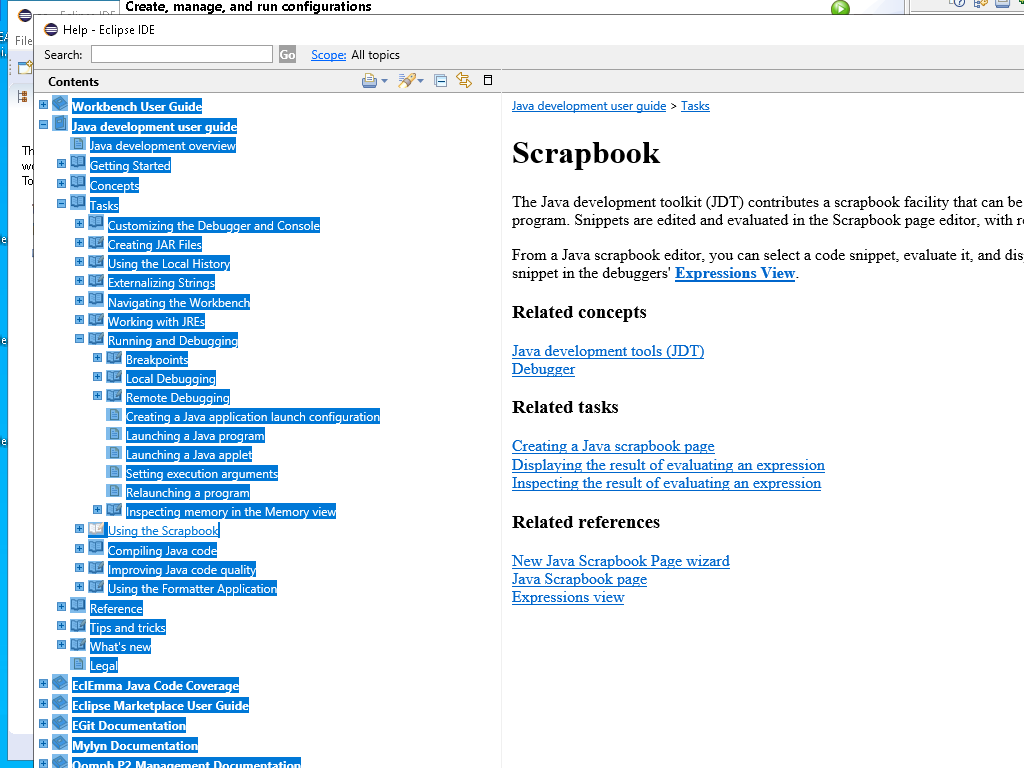 Create, manage, and run configurations
Help - Eclipse IDE
File
Search:
Go
Scope:
All topics
Contents
Workbench User Guide
Java development user guide
Java development overview
Getting Started
Concepts
Tasks
Customizing the Debugger and Console
Creating JAR Files
Using the Local History
Externalizing Strings
Navigating the Workbench
Working with JREs
Running and Debugging
Breakpoints
Local Debugging
Remote Debugging
Creating a Java application launch configuration
Launching a Java program
Launching a Java applet
Setting execution arguments
Relaunching a program
Inspecting memory in the Memory view
Using the Scrapbook
Compiling Java code
Improving Java code quality
Using the Formatter Application
Reference
Tips and tricks
What's new
Legal
EclEmma Java Code Coverage
Eclipse Marketplace User Guide
EGit Documentation
Mylyn Documentation
Oomph P2 Management Documentation
Java development user guide > Tasks
Scrapbook
The Java development toolkit (JDT) contributes a scrapbook facility that can be
program. Snippets are edited and evaluated in the Scrapbook page editor, with
From a Java scrapbook editor, you can select a code snippet, evaluate it, and
snippet in the debuggers' Expressions View.
Related concepts
Java development tools (JDT)
Debugger
Related tasks
Creating a Java scrapbook page
Displaying the result of evaluating an expression
Inspecting the result of evaluating an expression
Related references
New Java Scrapbook Page wizard
Java Scrapbook page
Expressions view